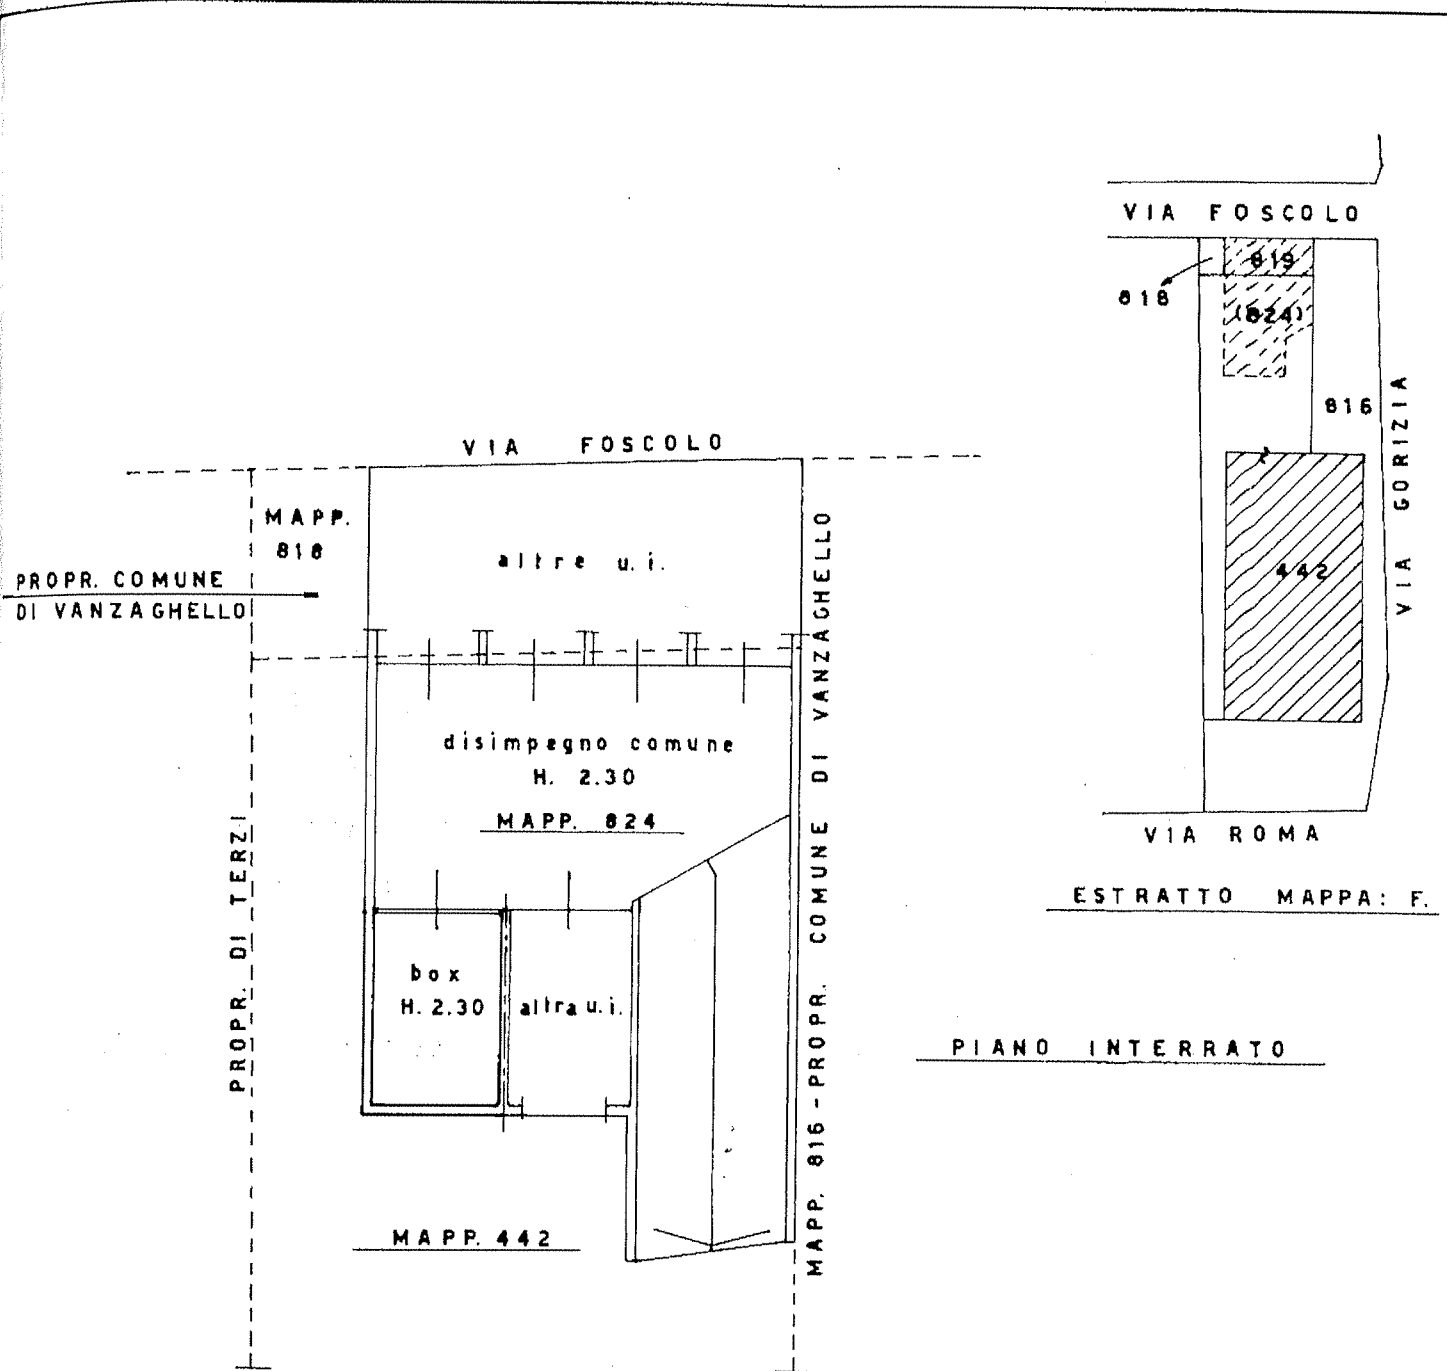 VIA FOSCOLO
819
818
(824)
816
VIA GORIZIA
442
VIA ROMA
ESTRATTO MAPPA: F.
VIA FOSCOLO
MAPP.
818
PROPR. COMUNE
DI VANZAGHELLO
altre u.i.
disimpegno comune
H. 2.30
MAPP. 824
PROPR. DI TERZI
MAPP. 816 - PROPR. COMUNE DI VANZAGHELLO
box
H. 2.30
altra u.i.
PIANO INTERRATO
MAPP. 442